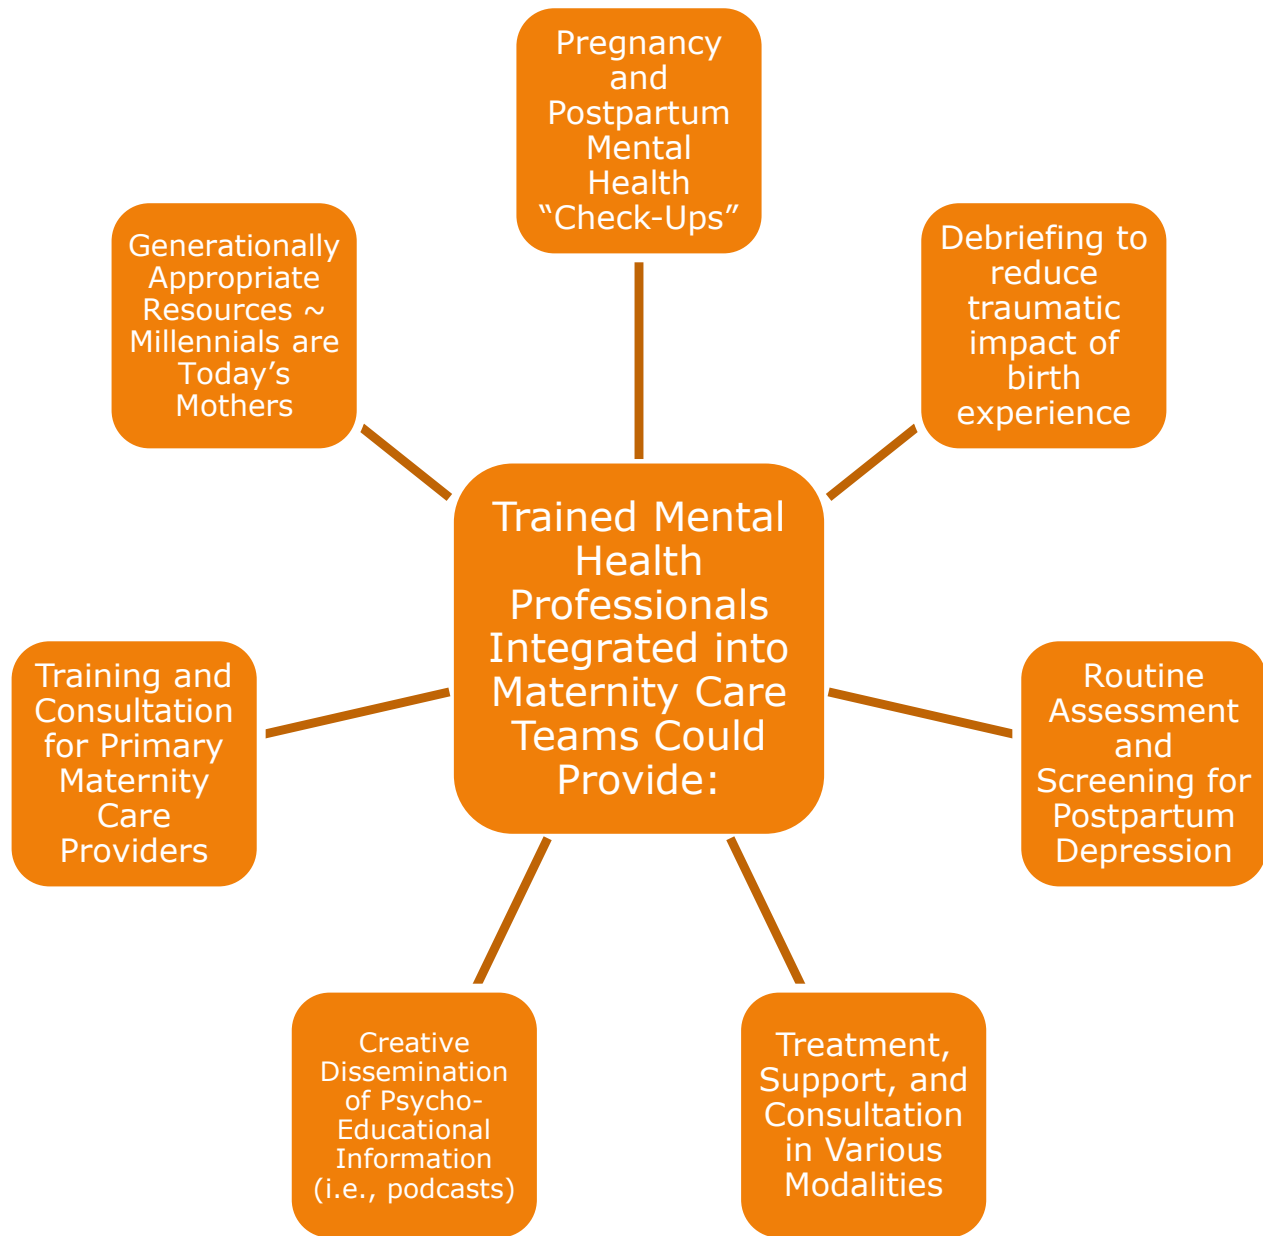 Pregnancy
and
Postpartum
Mental
Health
“Check-Ups”
Debriefing to
reduce
traumatic
impact of
birth
experience
Routine
Assessment
and
Screening for
Postpartum
Depression
Treatment,
Support, and
Consultation
in Various
Modalities
Creative
Dissemination
of Psycho-
Educational
Information
(i.e., podcasts)
Training and
Consultation
for Primary
Maternity
Care
Providers
Generationally
Appropriate
Resources ~
Millennials are
Today’s
Mothers
Trained Mental
Health
Professionals
Integrated into
Maternity Care
Teams Could
Provide: